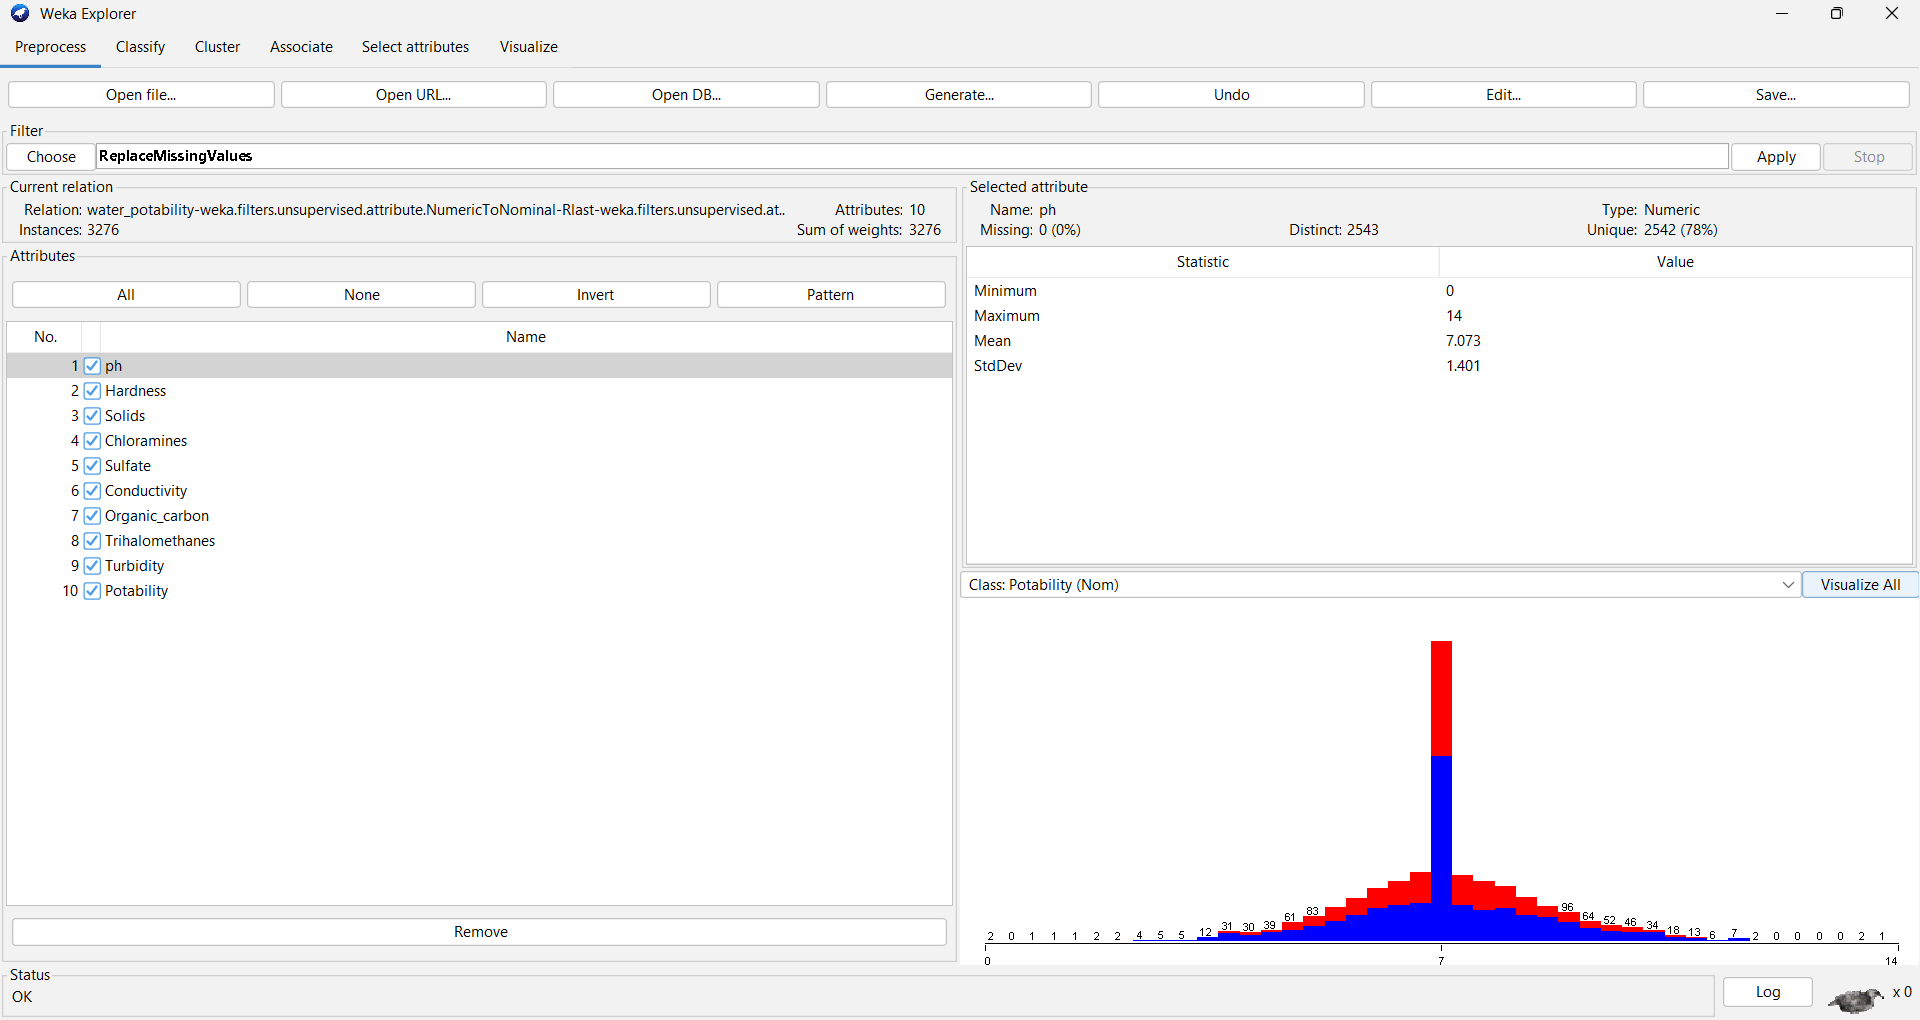 Weka Explorer
Preprocess Classify Cluster Associate Select attributes Visualize
Open file... Open URL... Open DB... Generate... Undo Edit... Save...
Filter
Choose ReplaceMissingValues Apply Stop
Current relation
Relation: water_potability-weka.filters.unsupervised.attribute.NumericToNominal-Rlast-weka.filters.unsupervised.at.. Attributes: 10
Instances: 3276 Sum of weights: 3276
Attributes
All None Invert Pattern
No. Name
1 ph
2 Hardness
3 Solids
4 Chloramines
5 Sulfate
6 Conductivity
7 Organic_carbon
8 Trihalomethanes
9 Turbidity
10 Potability
Remove
Selected attribute
Name: ph Type: Numeric
Missing: 0 (0%) Distinct: 2543 Unique: 2542 (78%)
Statistic Value
Minimum 0
Maximum 14
Mean 7.073
StdDev 1.401
Class: Potability (Nom) Visualize All
2 0 1 1 1 2 2 4 5 5 12 31 30 39 61 83 96 64 52 46 34 18 13 6 7 2 0 0 0 0 2 1
0 7 14
Status
OK
Log x 0